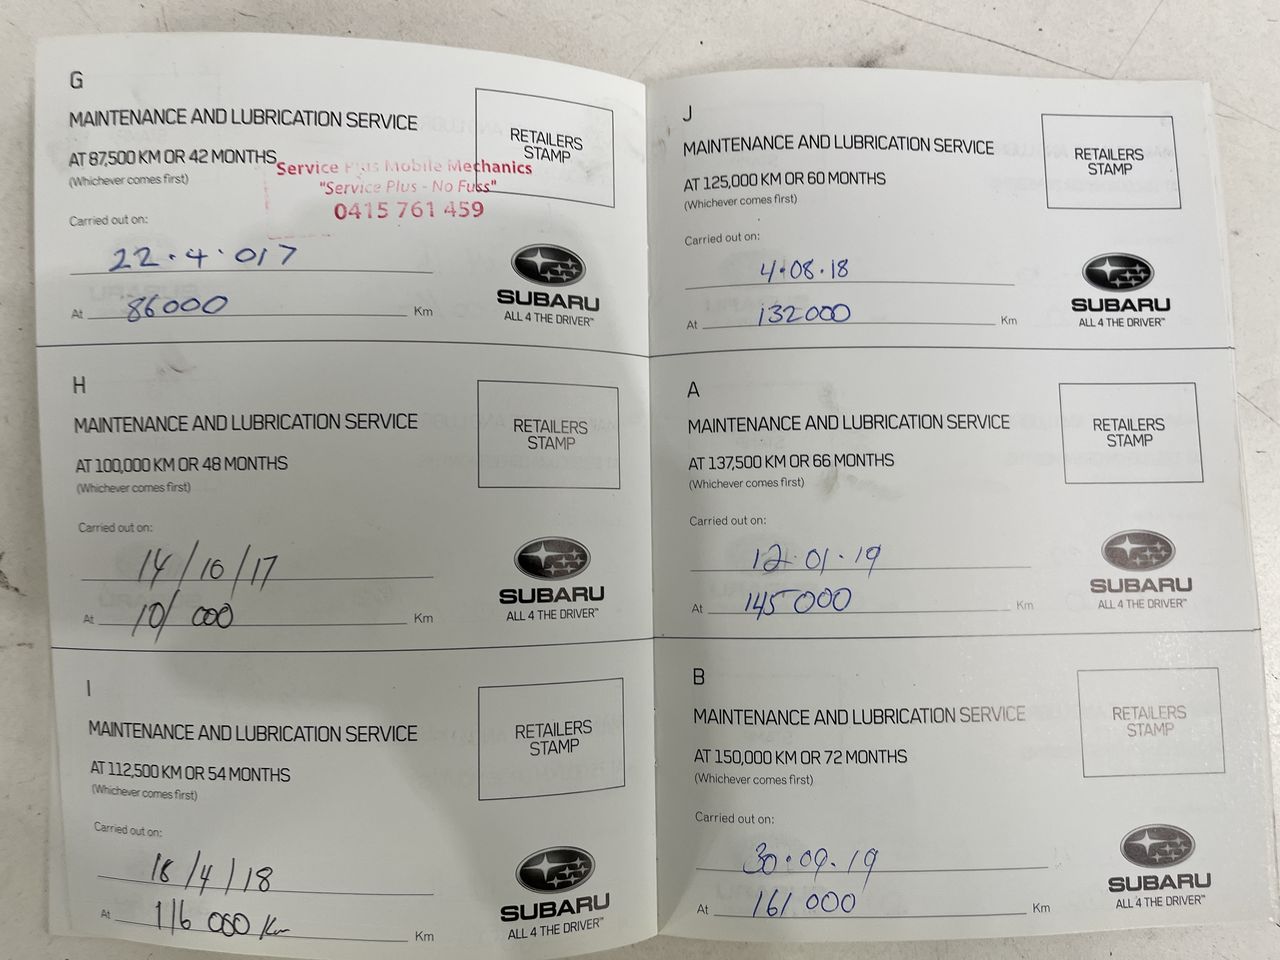 G
MAINTENANCE AND LUBRICATION SERVICE
AT 87,500 KM OR 42 MONTHS
(Whichever comes first)
RETAILERS
STAMP
Service Plus Mobile Mechanics
"Service Plus - No Fuss"
0415 761 459
Carried out on:
22.4.017
At 86000 Km
SUBARU
ALL 4 THE DRIVER™
H
MAINTENANCE AND LUBRICATION SERVICE
AT 100,000 KM OR 48 MONTHS
(Whichever comes first)
RETAILERS
STAMP
Carried out on:
14/10/17
At 101 000 Km
SUBARU
ALL 4 THE DRIVER™
I
MAINTENANCE AND LUBRICATION SERVICE
AT 112,500 KM OR 54 MONTHS
(Whichever comes first)
RETAILERS
STAMP
Carried out on:
18/4/18
At 116 000 Km Km
SUBARU
ALL 4 THE DRIVER™
J
MAINTENANCE AND LUBRICATION SERVICE
AT 125,000 KM OR 60 MONTHS
(Whichever comes first)
RETAILERS
STAMP
Carried out on:
4.08.18
At 132000 Km
SUBARU
ALL 4 THE DRIVER™
A
MAINTENANCE AND LUBRICATION SERVICE
AT 137,500 KM OR 66 MONTHS
(Whichever comes first)
RETAILERS
STAMP
Carried out on:
12.01.19
At 145000 Km
SUBARU
ALL 4 THE DRIVER™
B
MAINTENANCE AND LUBRICATION SERVICE
AT 150,000 KM OR 72 MONTHS
(Whichever comes first)
RETAILERS
STAMP
Carried out on:
30.09.19
At 161 000 Km
SUBARU
ALL 4 THE DRIVER™